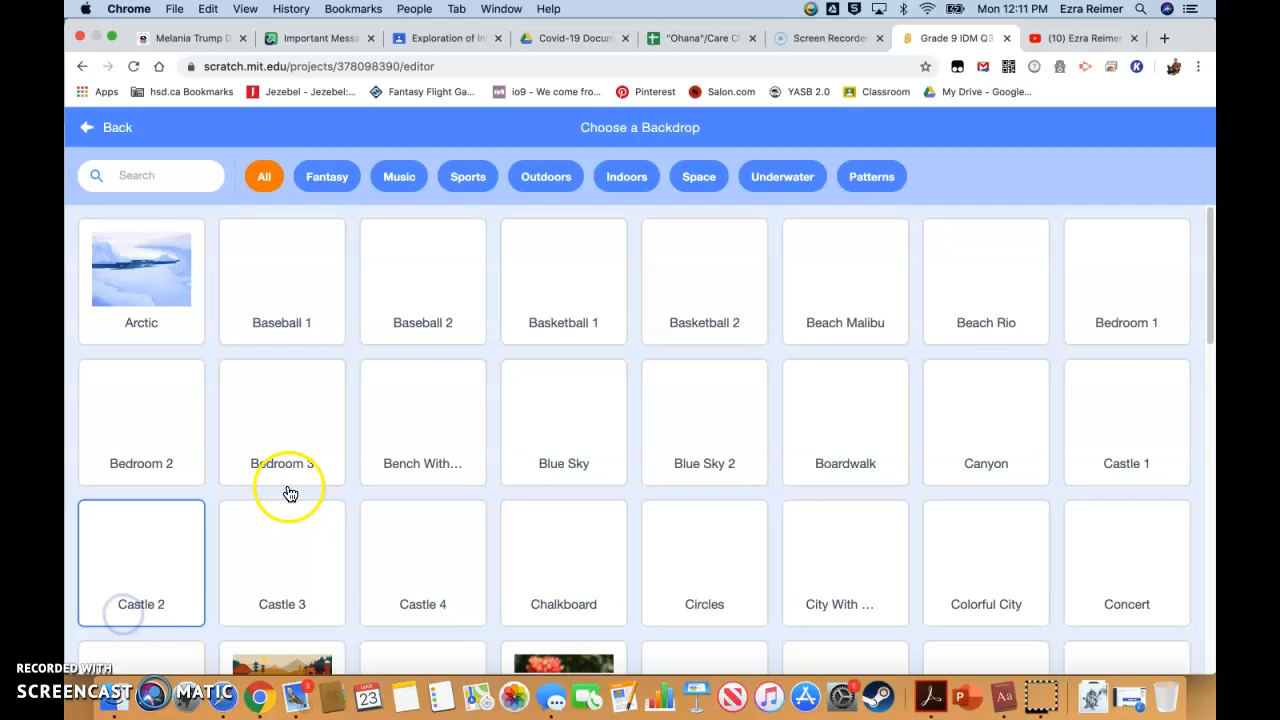 Chrome File Edit View History Bookmarks People Tab Window Help Mon 12:11 PM Ezra Reimer
Melania Trump D Important Messa Exploration of Inv Covid-19 Docum "Ohana"/Care C Screen Recorder Grade 9 IDM Q3 (10) Ezra Reimer
scratch.mit.edu/projects/378098390/editor
Apps hsd.ca Bookmarks Jezebel - Jezebel:... Fantasy Flight Ga... io9 - We come fro... Pinterest Salon.com YASB 2.0 Classroom My Drive - Google...
Back Choose a Backdrop
Search All Fantasy Music Sports Outdoors Indoors Space Underwater Patterns
Arctic Baseball 1 Baseball 2 Basketball 1 Basketball 2 Beach Malibu Beach Rio Bedroom 1
Bedroom 2 Bedroom 3 Bench With... Blue Sky Blue Sky 2 Boardwalk Canyon Castle 1
Castle 2 Castle 3 Castle 4 Chalkboard Circles City With ... Colorful City Concert
RECORDED WITH
SCREENCAST MATIC
MAR
23